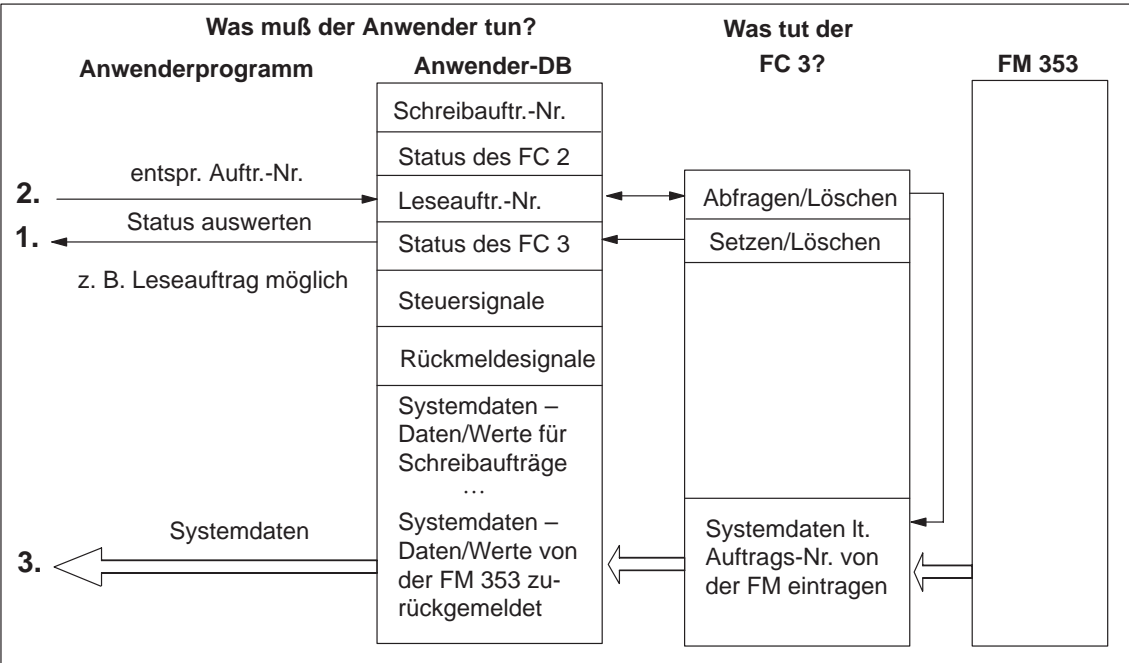 Was muß der Anwender tun?
Was tut der
FC 3?
Anwenderprogramm
Anwender-DB
FM 353
Schreibauftr.-Nr.
Status des FC 2
entspr. Auftr.-Nr.
2.
Leseauftr.-Nr.
Abfragen/Löschen
Status auswerten
1.
Status des FC 3
Setzen/Löschen
z. B. Leseauftrag möglich
Steuersignale
Rückmeldesignale
Systemdaten –
Daten/Werte für
Schreibaufträge
…
Systemdaten
3.
Systemdaten –
Daten/Werte von
der FM 353 zu-
rückgemeldet
Systemdaten lt.
Auftrags-Nr. von
der FM eintragen